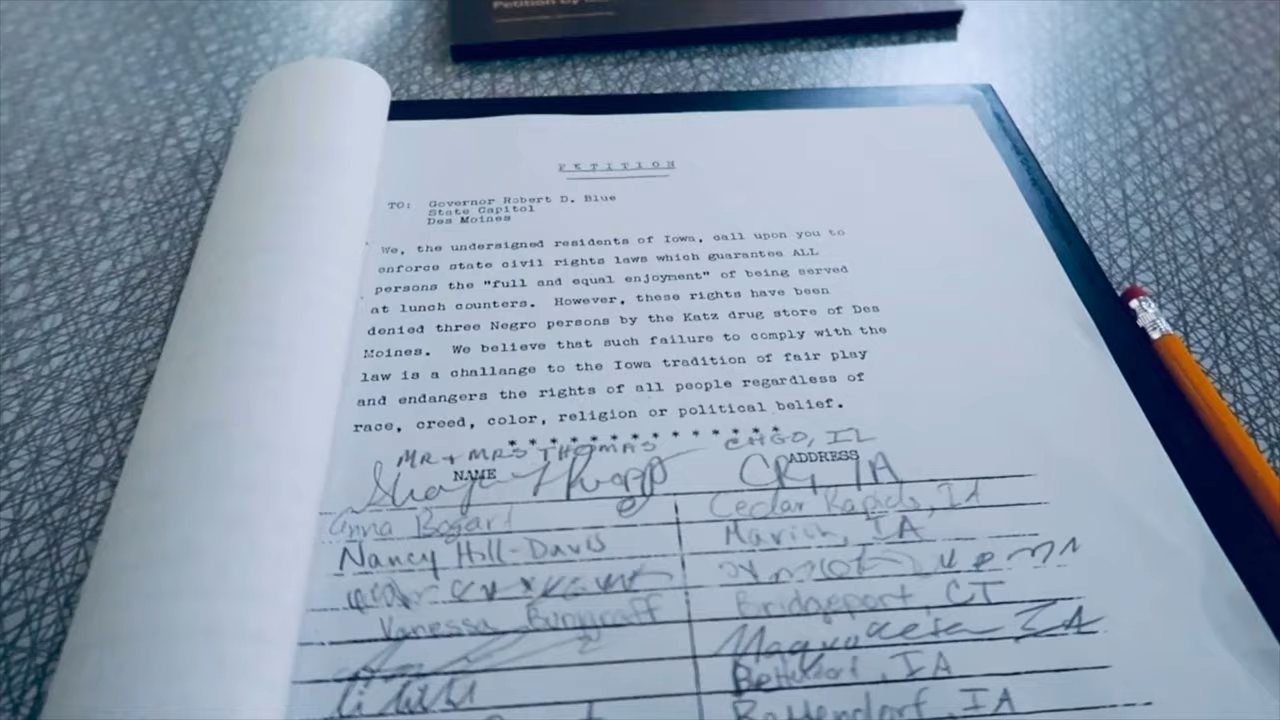 Petition by
PETITION
TO: Governor Robert D. Blue
State Capitol
Des Moines
We, the undersigned residents of Iowa, call upon you to
enforce state civil rights laws which guarantee ALL
persons the "full and equal enjoyment" of being served
at lunch counters. However, these rights have been
denied three Negro persons by the Katz drug store of Des
Moines. We believe that such failure to comply with the
law is a challange to the Iowa tradition of fair play
and endangers the rights of all people regardless of
race, creed, color, religion or political belief.
* * * * * * * * * * * * *
MR + MRS THOMAS CHGO, IL
NAME ADDRESS
CR, IA
Anna Bogart Cedar Rapids, IA
Nancy Hill-Davis Marion, IA
Vanessa Bridgeport, CT
Maquoketa IA
Bettendorf, IA
Bettendorf, IA